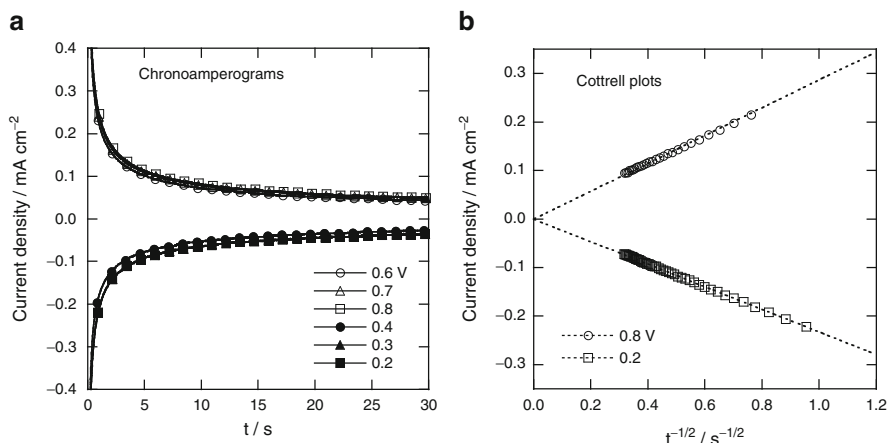 a
Chronoamperograms
Current density / mA cm−2
0.4
0.3
0.2
0.1
0.0
−0.1
−0.2
−0.3
−0.4
0 5 10 15 20 25 30
t / s
0.6 V
0.7
0.8
0.4
0.3
0.2
b
Cottrell plots
Current density / mA cm−2
0.3
0.2
0.1
0.0
−0.1
−0.2
−0.3
0.0 0.2 0.4 0.6 0.8 1.0 1.2
t−1/2 / s−1/2
0.8 V
0.2